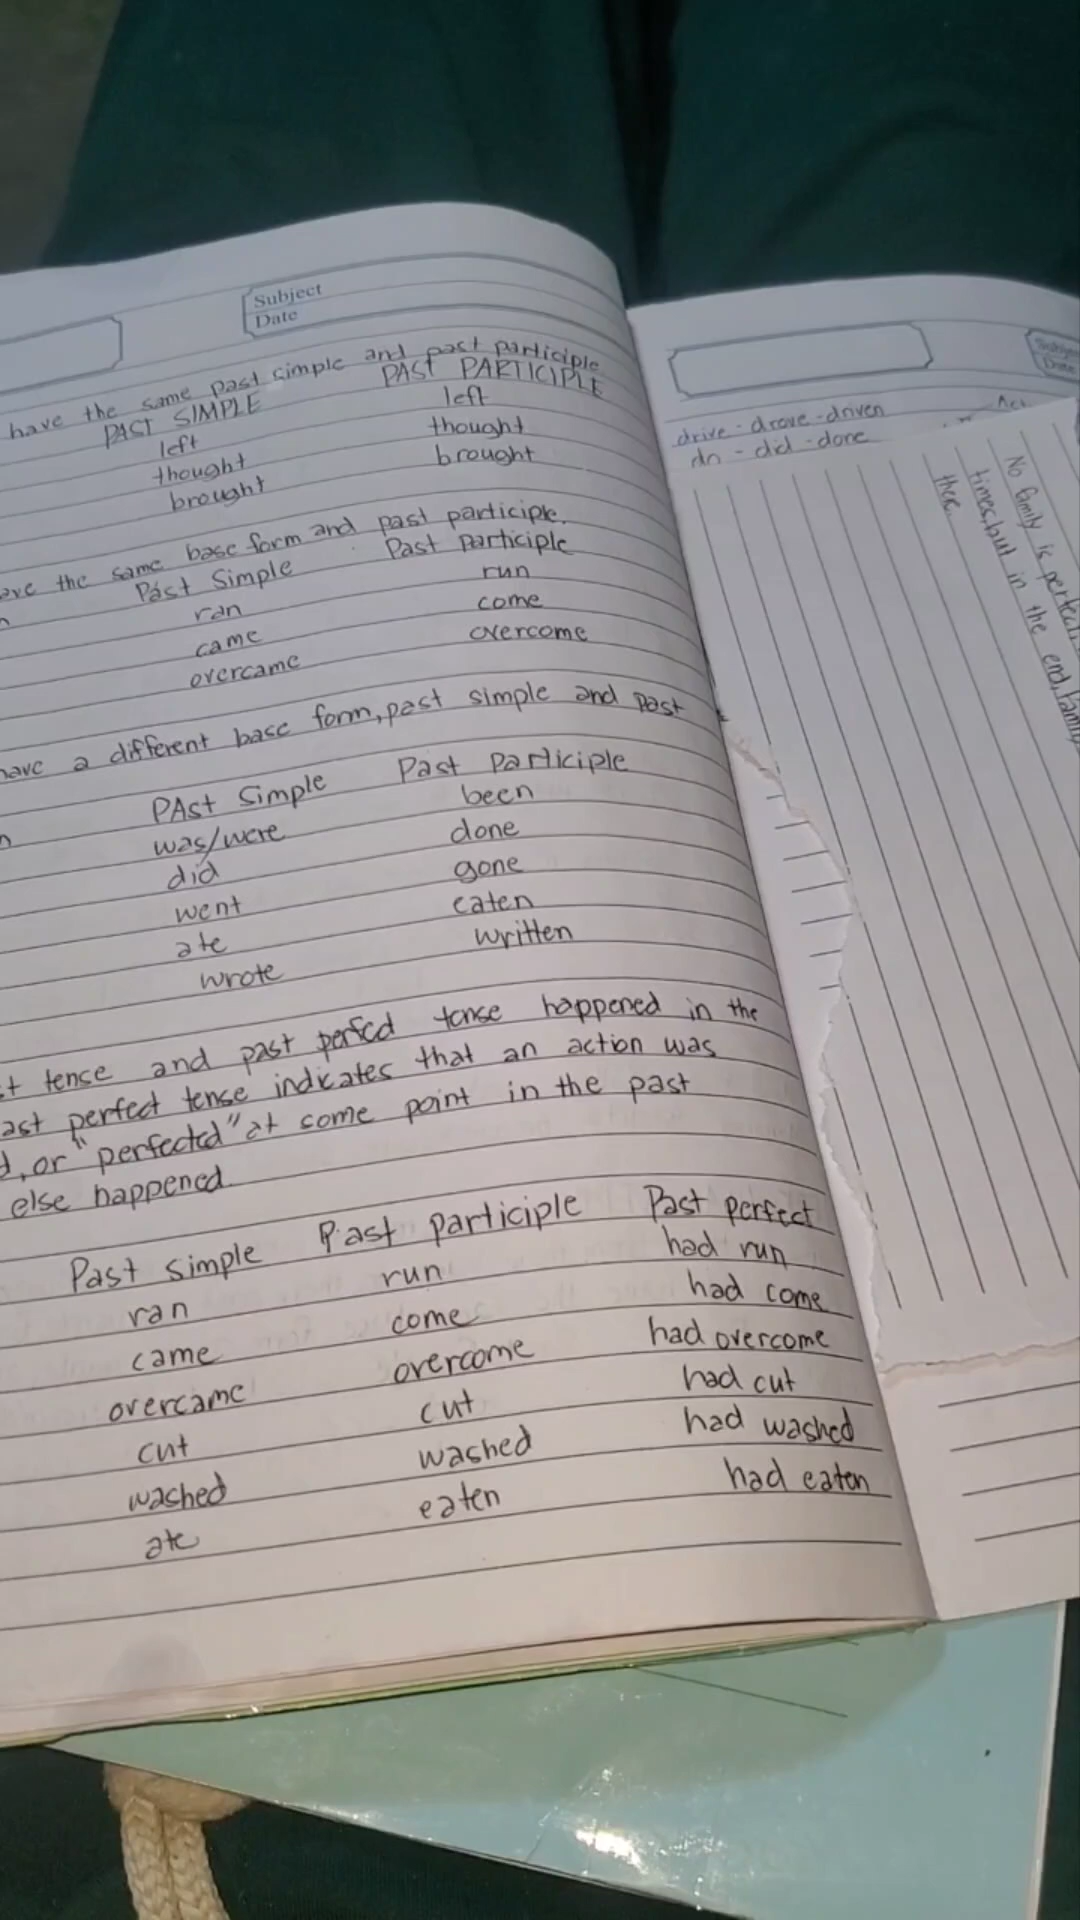 Subject
Date
have the same past simple and past participle
PAST SIMPLE PAST PARTICIPLE
left left
thought thought
brought brought
the same base form and past participle.
Past Simple Past Participle
ran run
came come
overcame overcome
a different base form, past simple and past
PAst Simple Past Participle
was/were been
did done
went gone
ate eaten
wrote written
tense and past perfect tense happened in the
perfect tense indicates that an action was
, or "perfected" at some point in the past
else happened.
Past simple Past participle Past perfect
ran run had run
came come had come
overcame overcome had overcome
cut cut had cut
washed washed had washed
ate eaten had eaten
drive - drove - driven
do - did - done
No family is perfect,
times, but in the end, family
there.